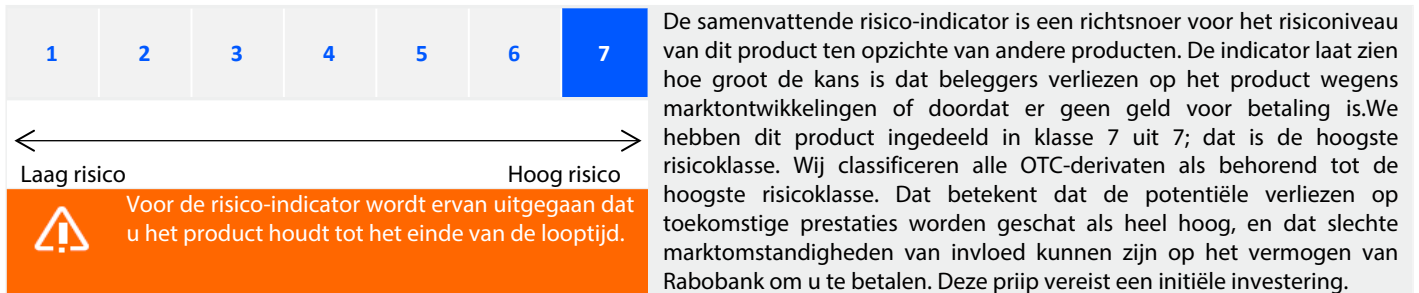 1 2 3 4 5 6 7
Laag risico Hoog risico
Voor de risico-indicator wordt ervan uitgegaan dat
u het product houdt tot het einde van de looptijd.
De samenvattende risico-indicator is een richtsnoer voor het risiconiveau
van dit product ten opzichte van andere producten. De indicator laat zien
hoe groot de kans is dat beleggers verliezen op het product wegens
marktontwikkelingen of doordat er geen geld voor betaling is.We
hebben dit product ingedeeld in klasse 7 uit 7; dat is de hoogste
risicoklasse. Wij classificeren alle OTC-derivaten als behorend tot de
hoogste risicoklasse. Dat betekent dat de potentiële verliezen op
toekomstige prestaties worden geschat als heel hoog, en dat slechte
marktomstandigheden van invloed kunnen zijn op het vermogen van
Rabobank om u te betalen. Deze priip vereist een initiële investering.